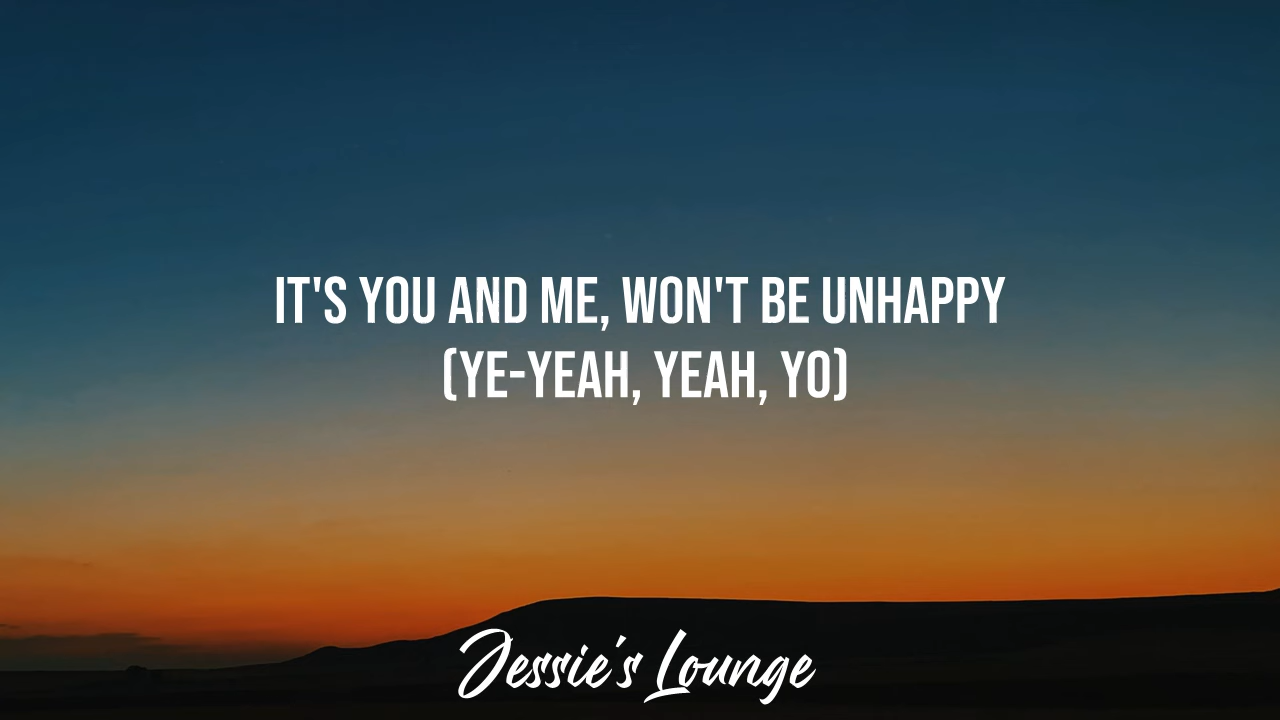 IT'S YOU AND ME, WON'T BE UNHAPPY
(YE-YEAH, YEAH, YO)
Jessie's Lounge